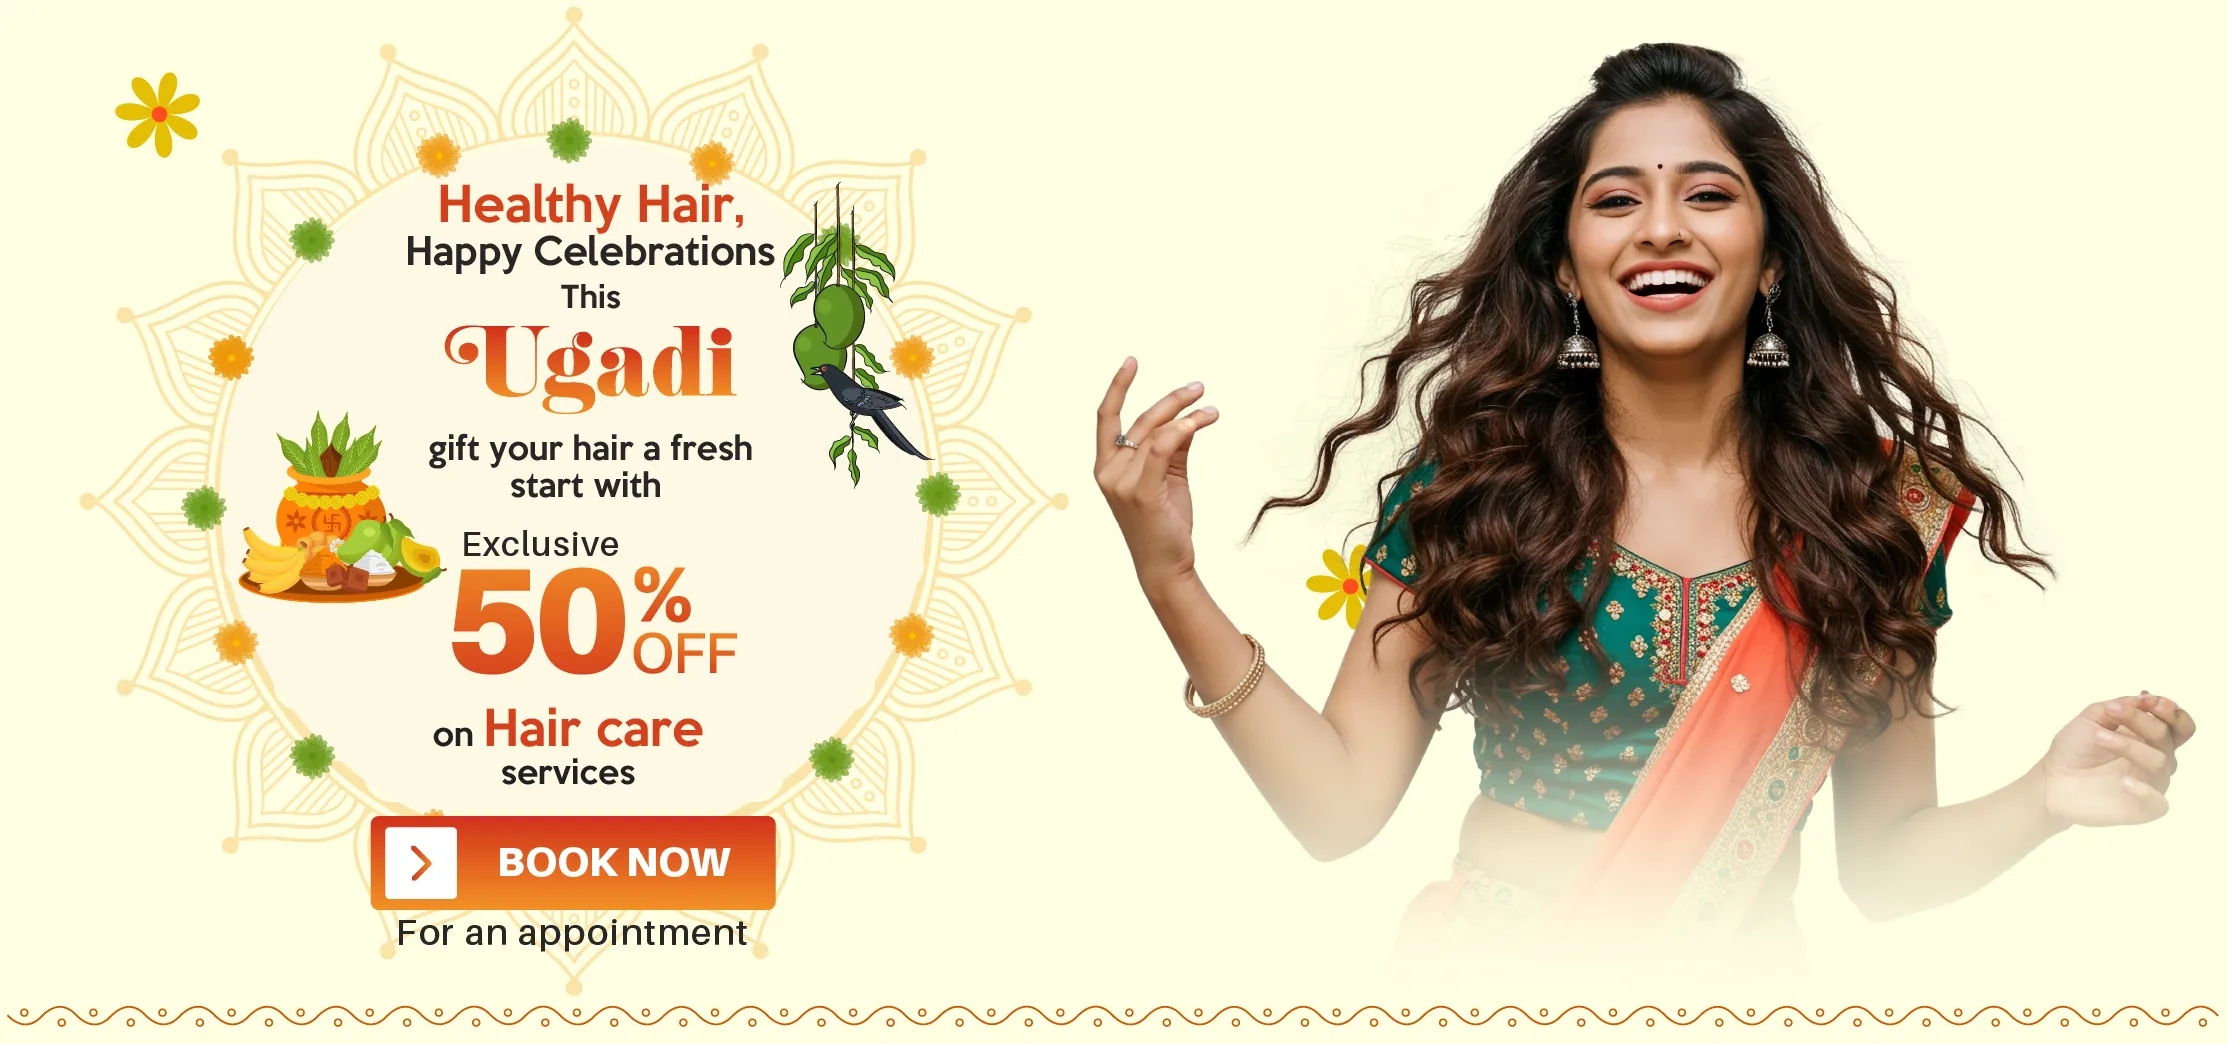 Healthy Hair,
Happy Celebrations
This
Ugadi
gift your hair a fresh
start with
Exclusive
50%
OFF
on Hair care
services
BOOK NOW
For an appointment